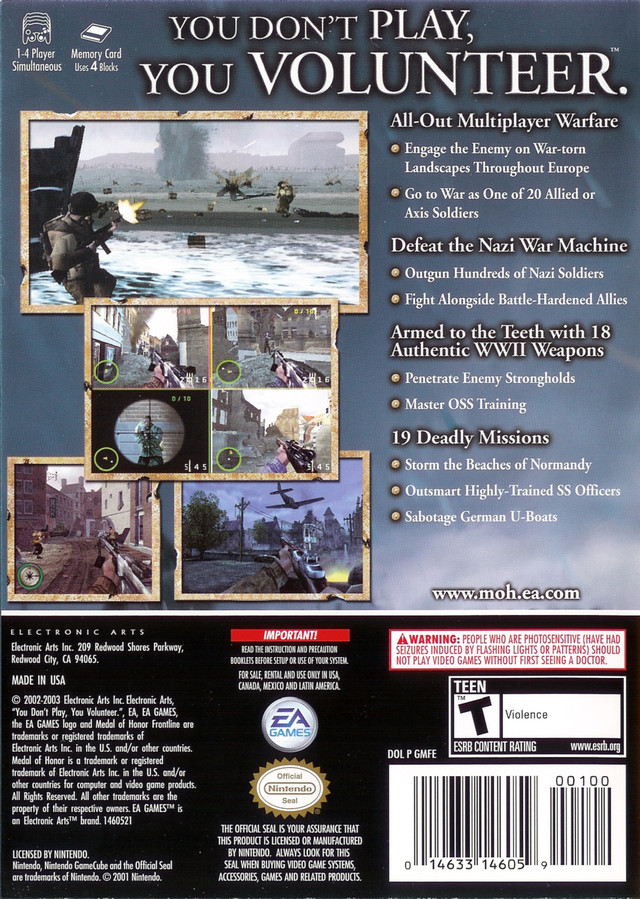 1-4 Player
Simultaneous
Memory Card
Uses 4 Blocks
YOU DON'T PLAY,
YOU VOLUNTEER.™
All-Out Multiplayer Warfare
Engage the Enemy on War-torn
Landscapes Throughout Europe
Go to War as One of 20 Allied or
Axis Soldiers
Defeat the Nazi War Machine
Outgun Hundreds of Nazi Soldiers
Fight Alongside Battle-Hardened Allies
Armed to the Teeth with 18
Authentic WWII Weapons
Penetrate Enemy Strongholds
Master OSS Training
19 Deadly Missions
Storm the Beaches of Normandy
Outsmart Highly-Trained SS Officers
Sabotage German U-Boats
www.moh.ea.com
0/10
0/10
5 45
5 45
ELECTRONIC ARTS
Electronic Arts Inc. 209 Redwood Shores Parkway,
Redwood City, CA 94065.
MADE IN USA
© 2002-2003 Electronic Arts Inc. Electronic Arts,
"You Don't Play, You Volunteer.", EA, EA GAMES,
the EA GAMES logo and Medal of Honor Frontline are
trademarks or registered trademarks of
Electronic Arts Inc. in the U.S. and/or other countries.
Medal of Honor is a trademark or registered
trademark of Electronic Arts Inc. in the U.S. and/or
other countries for computer and video game products.
All Rights Reserved. All other trademarks are the
property of their respective owners. EA GAMES™ is
an Electronic Arts™ brand. 1460521
LICENSED BY NINTENDO.
Nintendo, Nintendo GameCube and the Official Seal
are trademarks of Nintendo. © 2001 Nintendo.
IMPORTANT!
READ THE INSTRUCTION AND PRECAUTION
BOOKLETS BEFORE SETUP OR USE OF YOUR SYSTEM.
FOR SALE, RENTAL AND USE ONLY IN USA,
CANADA, MEXICO AND LATIN AMERICA.
EA
GAMES
Official
Nintendo
Seal
THE OFFICIAL SEAL IS YOUR ASSURANCE THAT
THIS PRODUCT IS LICENSED OR MANUFACTURED
BY NINTENDO. ALWAYS LOOK FOR THIS
SEAL WHEN BUYING VIDEO GAME SYSTEMS,
ACCESSORIES, GAMES AND RELATED PRODUCTS.
WARNING: PEOPLE WHO ARE PHOTOSENSITIVE (HAVE HAD
SEIZURES INDUCED BY FLASHING LIGHTS OR PATTERNS) SHOULD
NOT PLAY VIDEO GAMES WITHOUT FIRST SEEING A DOCTOR.
DOL P GMFE
TEEN
T™
Violence
ESRB CONTENT RATING www.esrb.org
00100
0 14633 14605 9